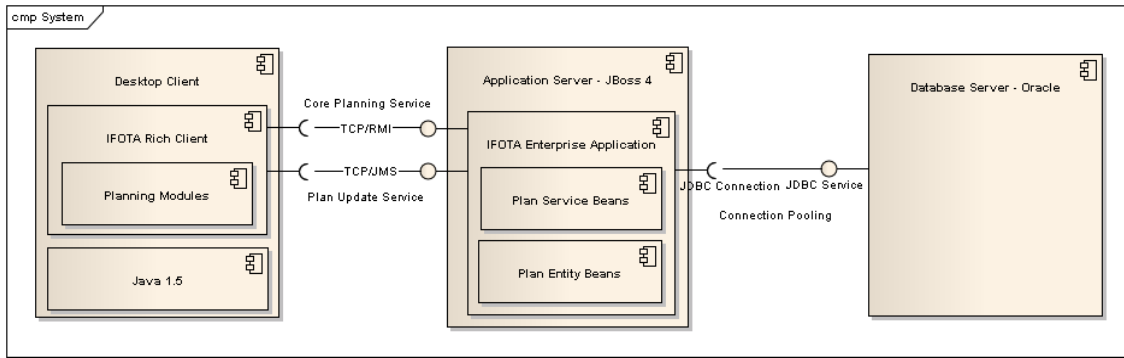 cmp System
Desktop Client
IFOTA Rich Client
Planning Modules
Java 1.5
Core Planning Service
TCP/RMI
TCP/JMS
Plan Update Service
Application Server - JBoss 4
IFOTA Enterprise Application
Plan Service Beans
Plan Entity Beans
JDBC Connection
JDBC Service
Connection Pooling
Database Server - Oracle